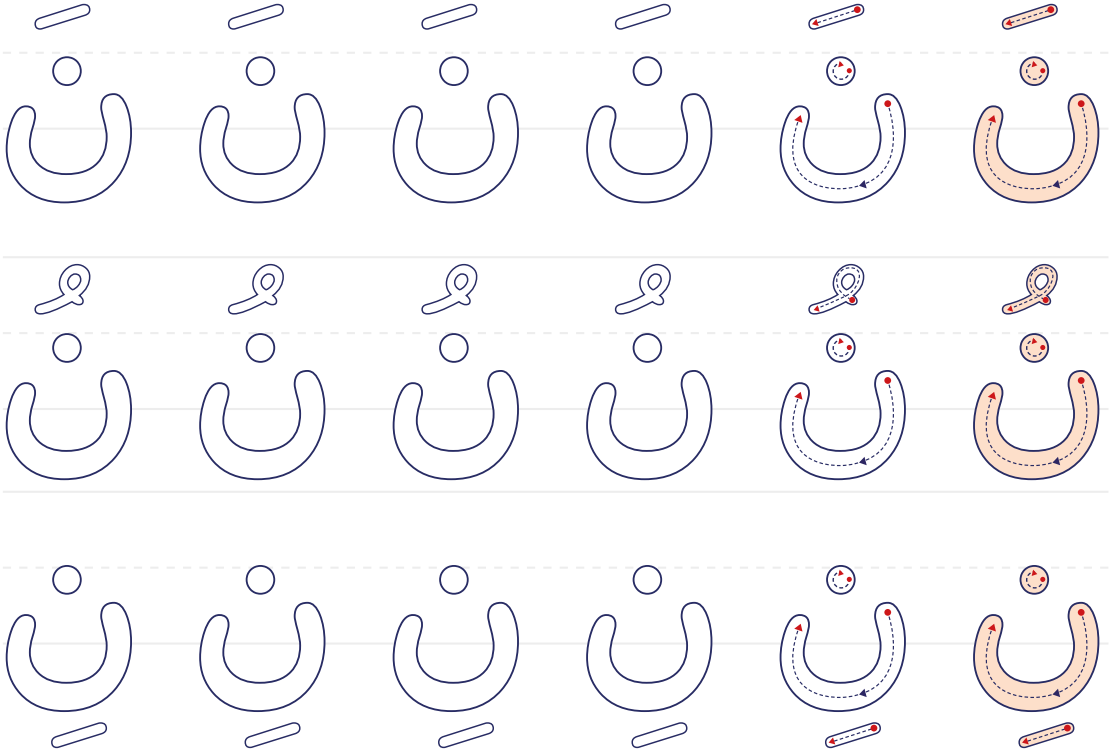 نَ نَ نَ نَ نَ نَ
نُ نُ نُ نُ نُ نُ
نِ نِ نِ نِ نِ نِ